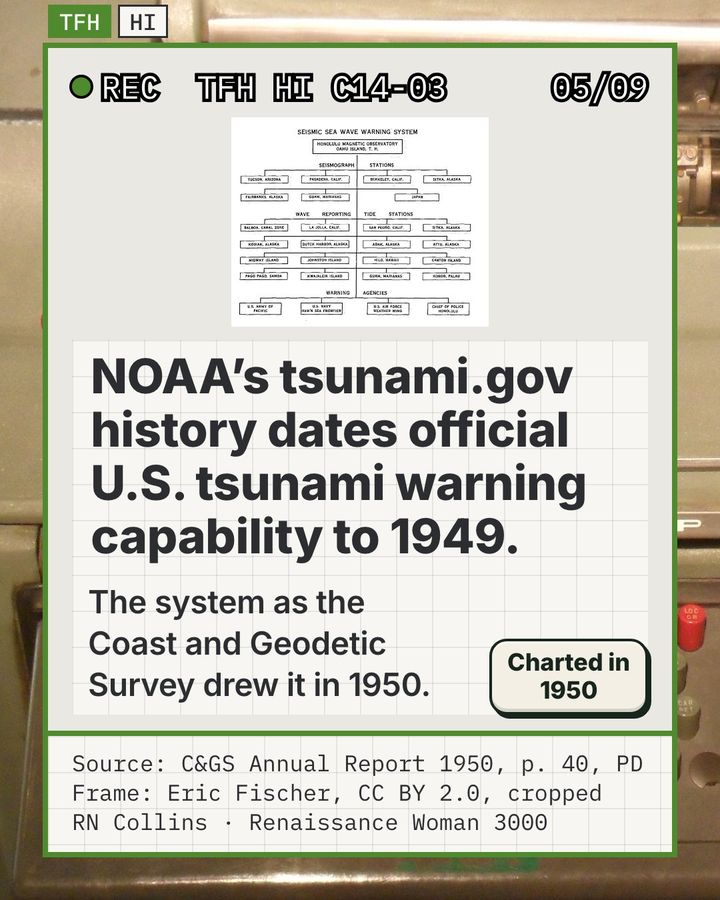 TFH HI
REC TFH HI C14-03 05/09
SEISMIC SEA WAVE WARNING SYSTEM
HONOLULU MAGNETIC OBSERVATORY
OAHU ISLAND, T. H.
SEISMOGRAPH STATIONS
TUCSON, ARIZONA PASADENA, CALIF. BERKELEY, CALIF. SITKA, ALASKA
FAIRBANKS, ALASKA GUAM, MARIANAS JAPAN
WAVE REPORTING TIDE STATIONS
BALBOA, CANAL ZONE LA JOLLA, CALIF. SAN PEDRO, CALIF. SITKA, ALASKA
KODIAK, ALASKA DUTCH HARBOR, ALASKA ADAK, ALASKA ATTU, ALASKA
MIDWAY ISLAND JOHNSTON ISLAND HILO, HAWAII CANTON ISLAND
PAGO PAGO, SAMOA KWAJALEIN ISLAND GUAM, MARIANAS KOROR, PALAU
WARNING AGENCIES
U.S. ARMY OF U.S. NAVY U.S. AIR FORCE CHIEF OF POLICE
PACIFIC HAW'N SEA FRONTIER WEATHER WING HONOLULU
NOAA’s tsunami.gov
history dates official
U.S. tsunami warning
capability to 1949.
The system as the
Coast and Geodetic
Survey drew it in 1950.
Charted in
1950
Source: C&GS Annual Report 1950, p. 40, PD
Frame: Eric Fischer, CC BY 2.0, cropped
RN Collins · Renaissance Woman 3000